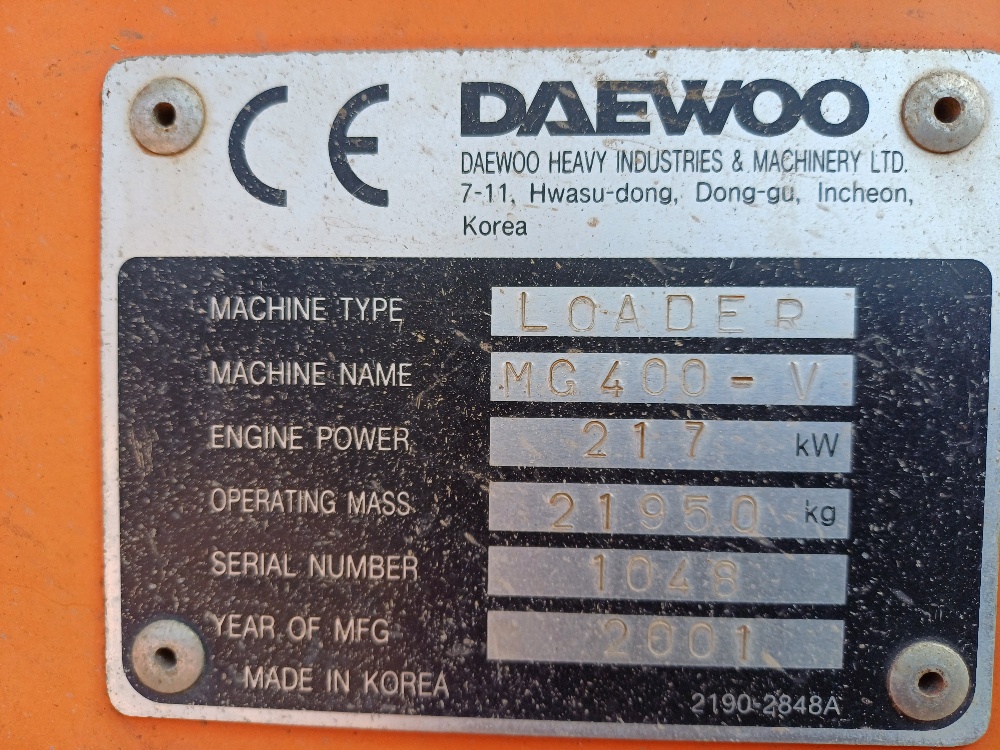 CE
DAEWOO
DAEWOO HEAVY INDUSTRIES & MACHINERY LTD.
7-11, Hwasu-dong, Dong-gu, Incheon,
Korea
MACHINE TYPE LOADER
MACHINE NAME MG400-V
ENGINE POWER 217 kW
OPERATING MASS 21950 kg
SERIAL NUMBER 1048
YEAR OF MFG 2001
MADE IN KOREA
2190-2848A